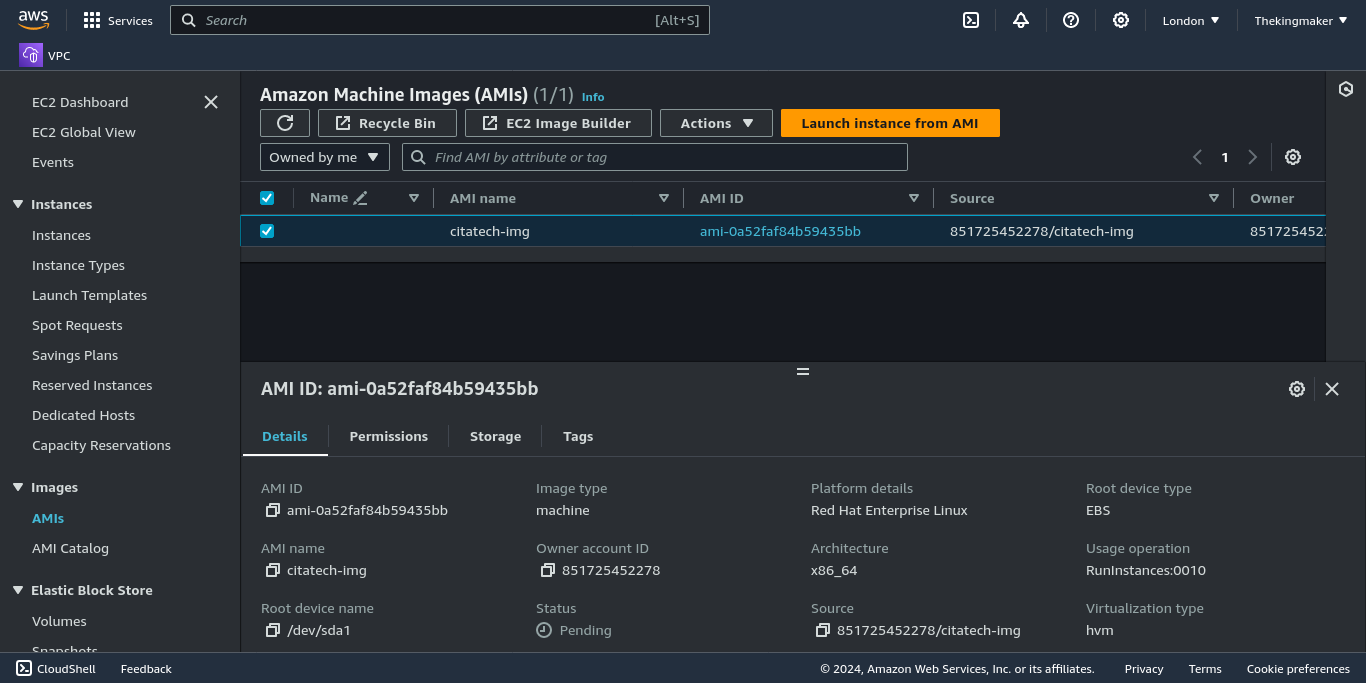 aws
Services
Search
[Alt+S]
London
Thekingmaker
VPC
EC2 Dashboard
EC2 Global View
Events
Instances
Instances
Instance Types
Launch Templates
Spot Requests
Savings Plans
Reserved Instances
Dedicated Hosts
Capacity Reservations
Images
AMIs
AMI Catalog
Elastic Block Store
Volumes
Snapshots
Amazon Machine Images (AMIs) (1/1) Info
Recycle Bin
EC2 Image Builder
Actions
Launch instance from AMI
Owned by me
Find AMI by attribute or tag
1
Name
AMI name
AMI ID
Source
Owner
citatech-img
ami-0a52faf84b59435bb
851725452278/citatech-img
851725452
AMI ID: ami-0a52faf84b59435bb
Details
Permissions
Storage
Tags
AMI ID
ami-0a52faf84b59435bb
Image type
machine
Platform details
Red Hat Enterprise Linux
Root device type
EBS
AMI name
citatech-img
Owner account ID
851725452278
Architecture
x86_64
Usage operation
RunInstances:0010
Root device name
/dev/sda1
Status
Pending
Source
851725452278/citatech-img
Virtualization type
hvm
CloudShell
Feedback
© 2024, Amazon Web Services, Inc. or its affiliates.
Privacy
Terms
Cookie preferences